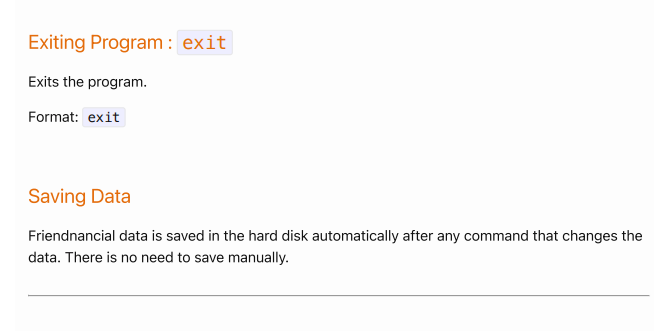 Exiting Program : exit
Exits the program.
Format: exit
Saving Data
Friendnancial data is saved in the hard disk automatically after any command that changes the
data. There is no need to save manually.